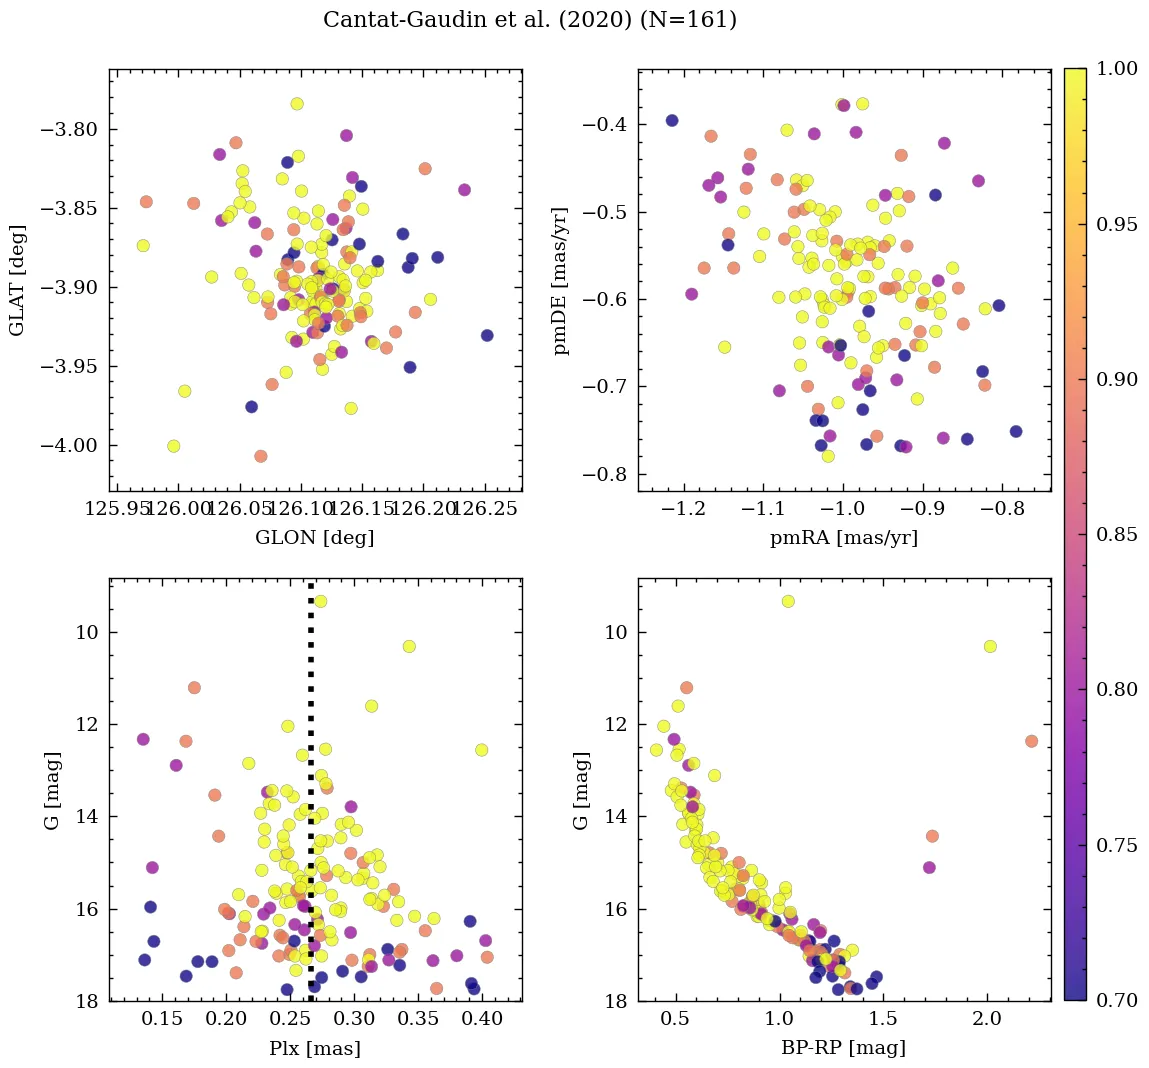 Cantat-Gaudin et al. (2020) (N=161)
−3.80
−3.85
−3.90
−3.95
−4.00
GLAT [deg]
125.95 126.00 126.05 126.10 126.15 126.20 126.25
GLON [deg]
−0.4
−0.5
−0.6
−0.7
−0.8
pmDE [mas/yr]
−1.2 −1.1 −1.0 −0.9 −0.8
pmRA [mas/yr]
10
12
14
16
18
G [mag]
0.15 0.20 0.25 0.30 0.35 0.40
Plx [mas]
10
12
14
16
18
G [mag]
0.5 1.0 1.5 2.0
BP-RP [mag]
1.00
0.95
0.90
0.85
0.80
0.75
0.70